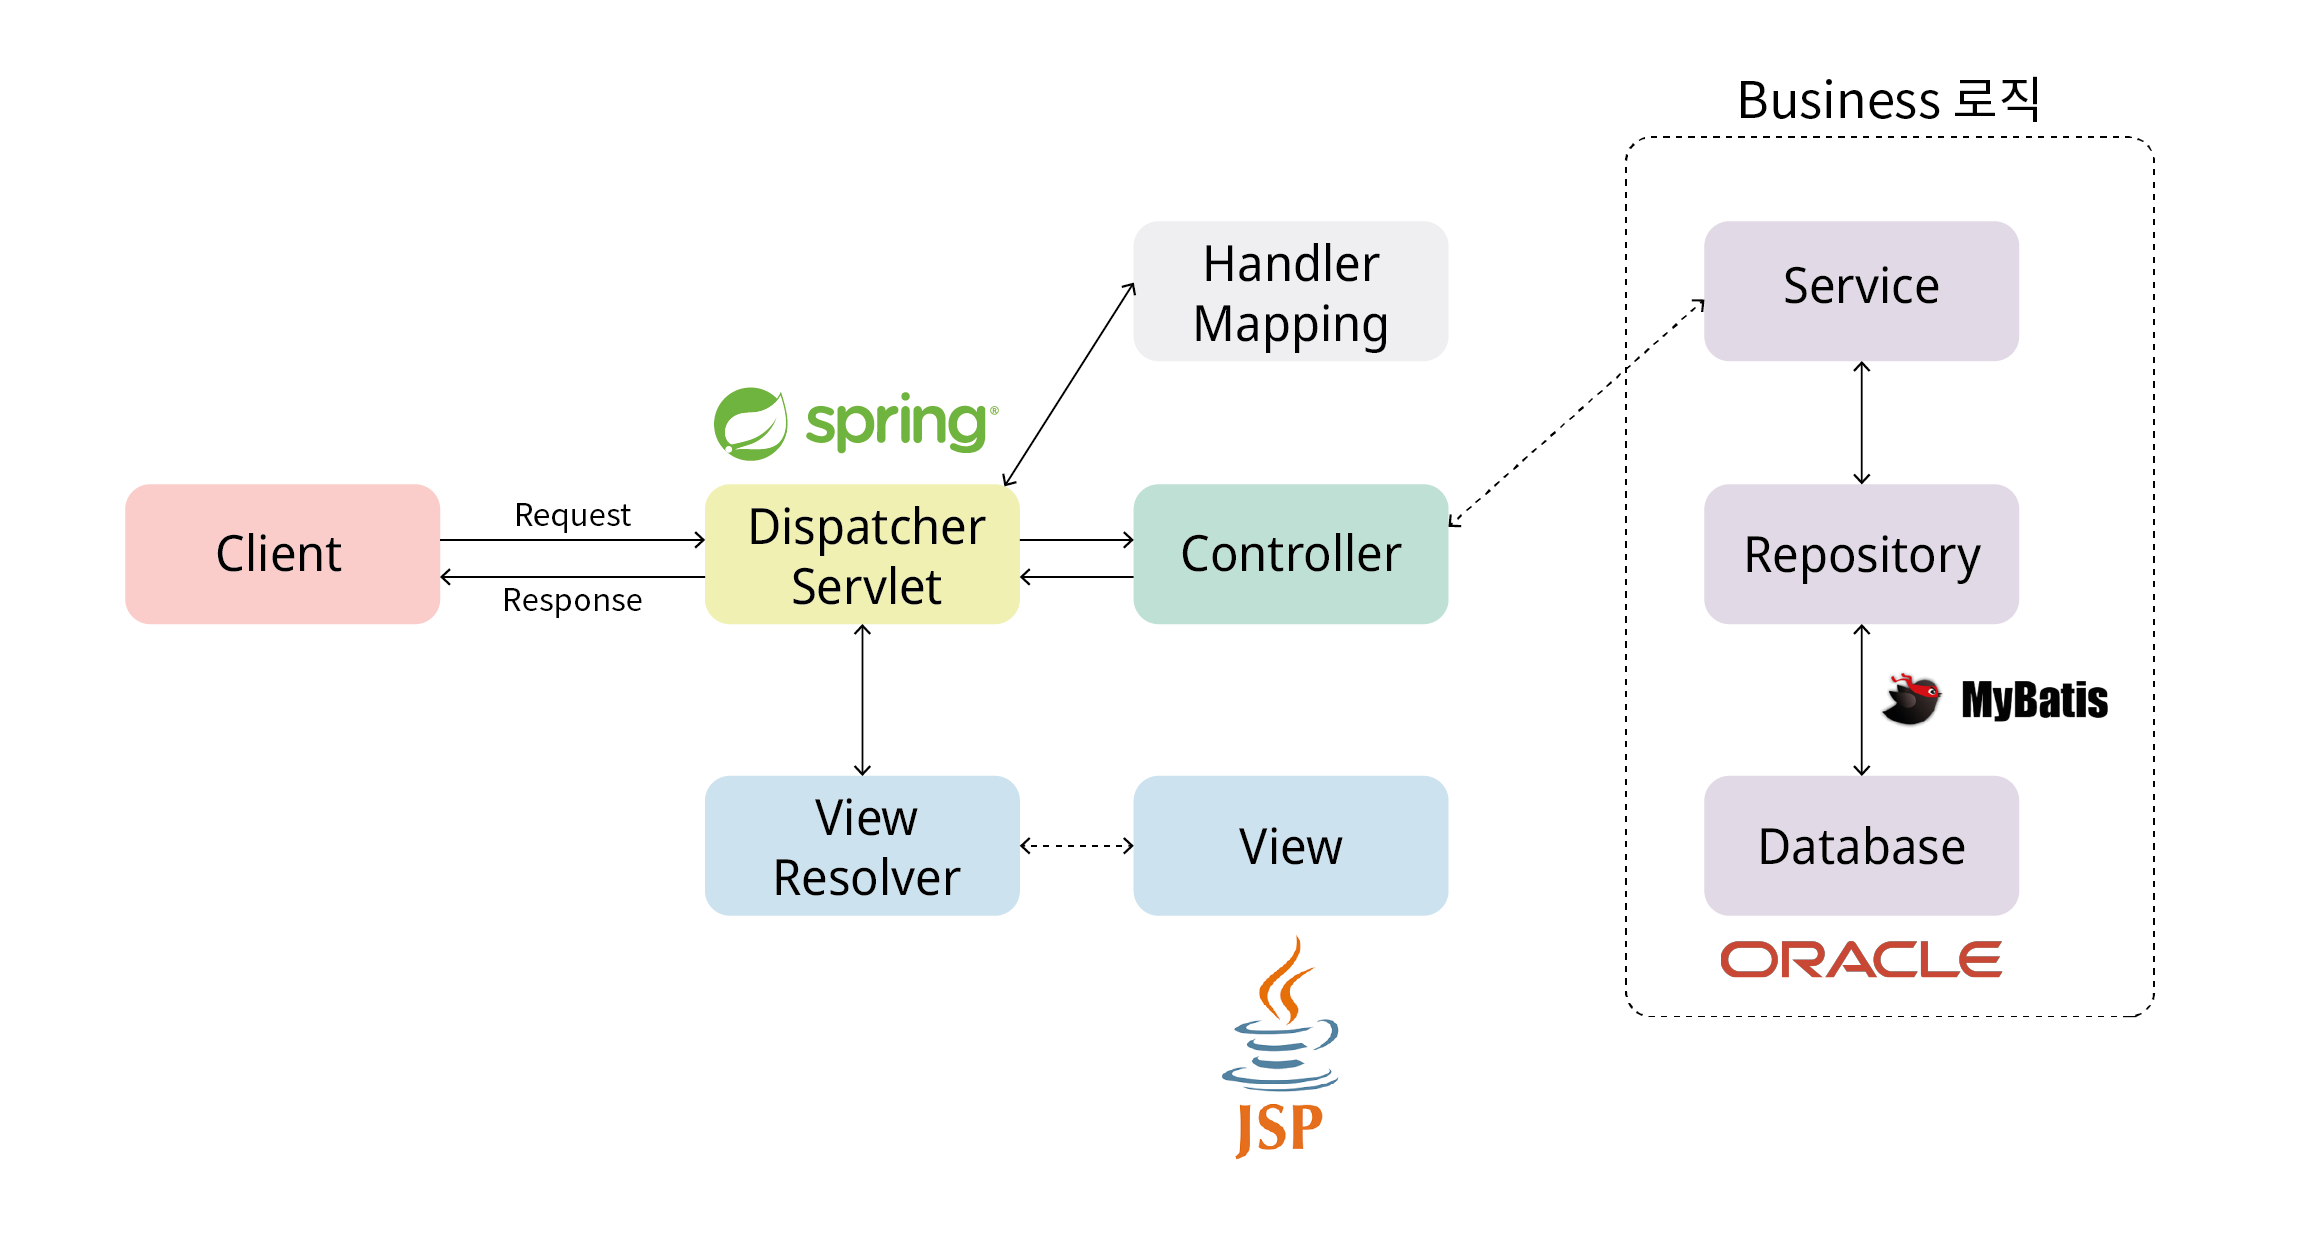 Business 로직
Handler
Mapping
Service
spring®
Client
Request
Response
Dispatcher
Servlet
Controller
Repository
MyBatis
View
Resolver
View
Database
ORACLE
JSP